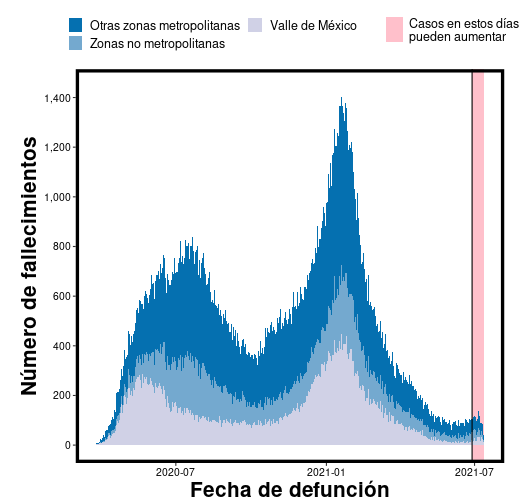 Otras zonas metropolitanas
Zonas no metropolitanas
Valle de México
Casos en estos días
pueden aumentar
Número de fallecimientos
1,400
1,200
1,000
800
600
400
200
0
2020-07
2021-01
2021-07
Fecha de defunción